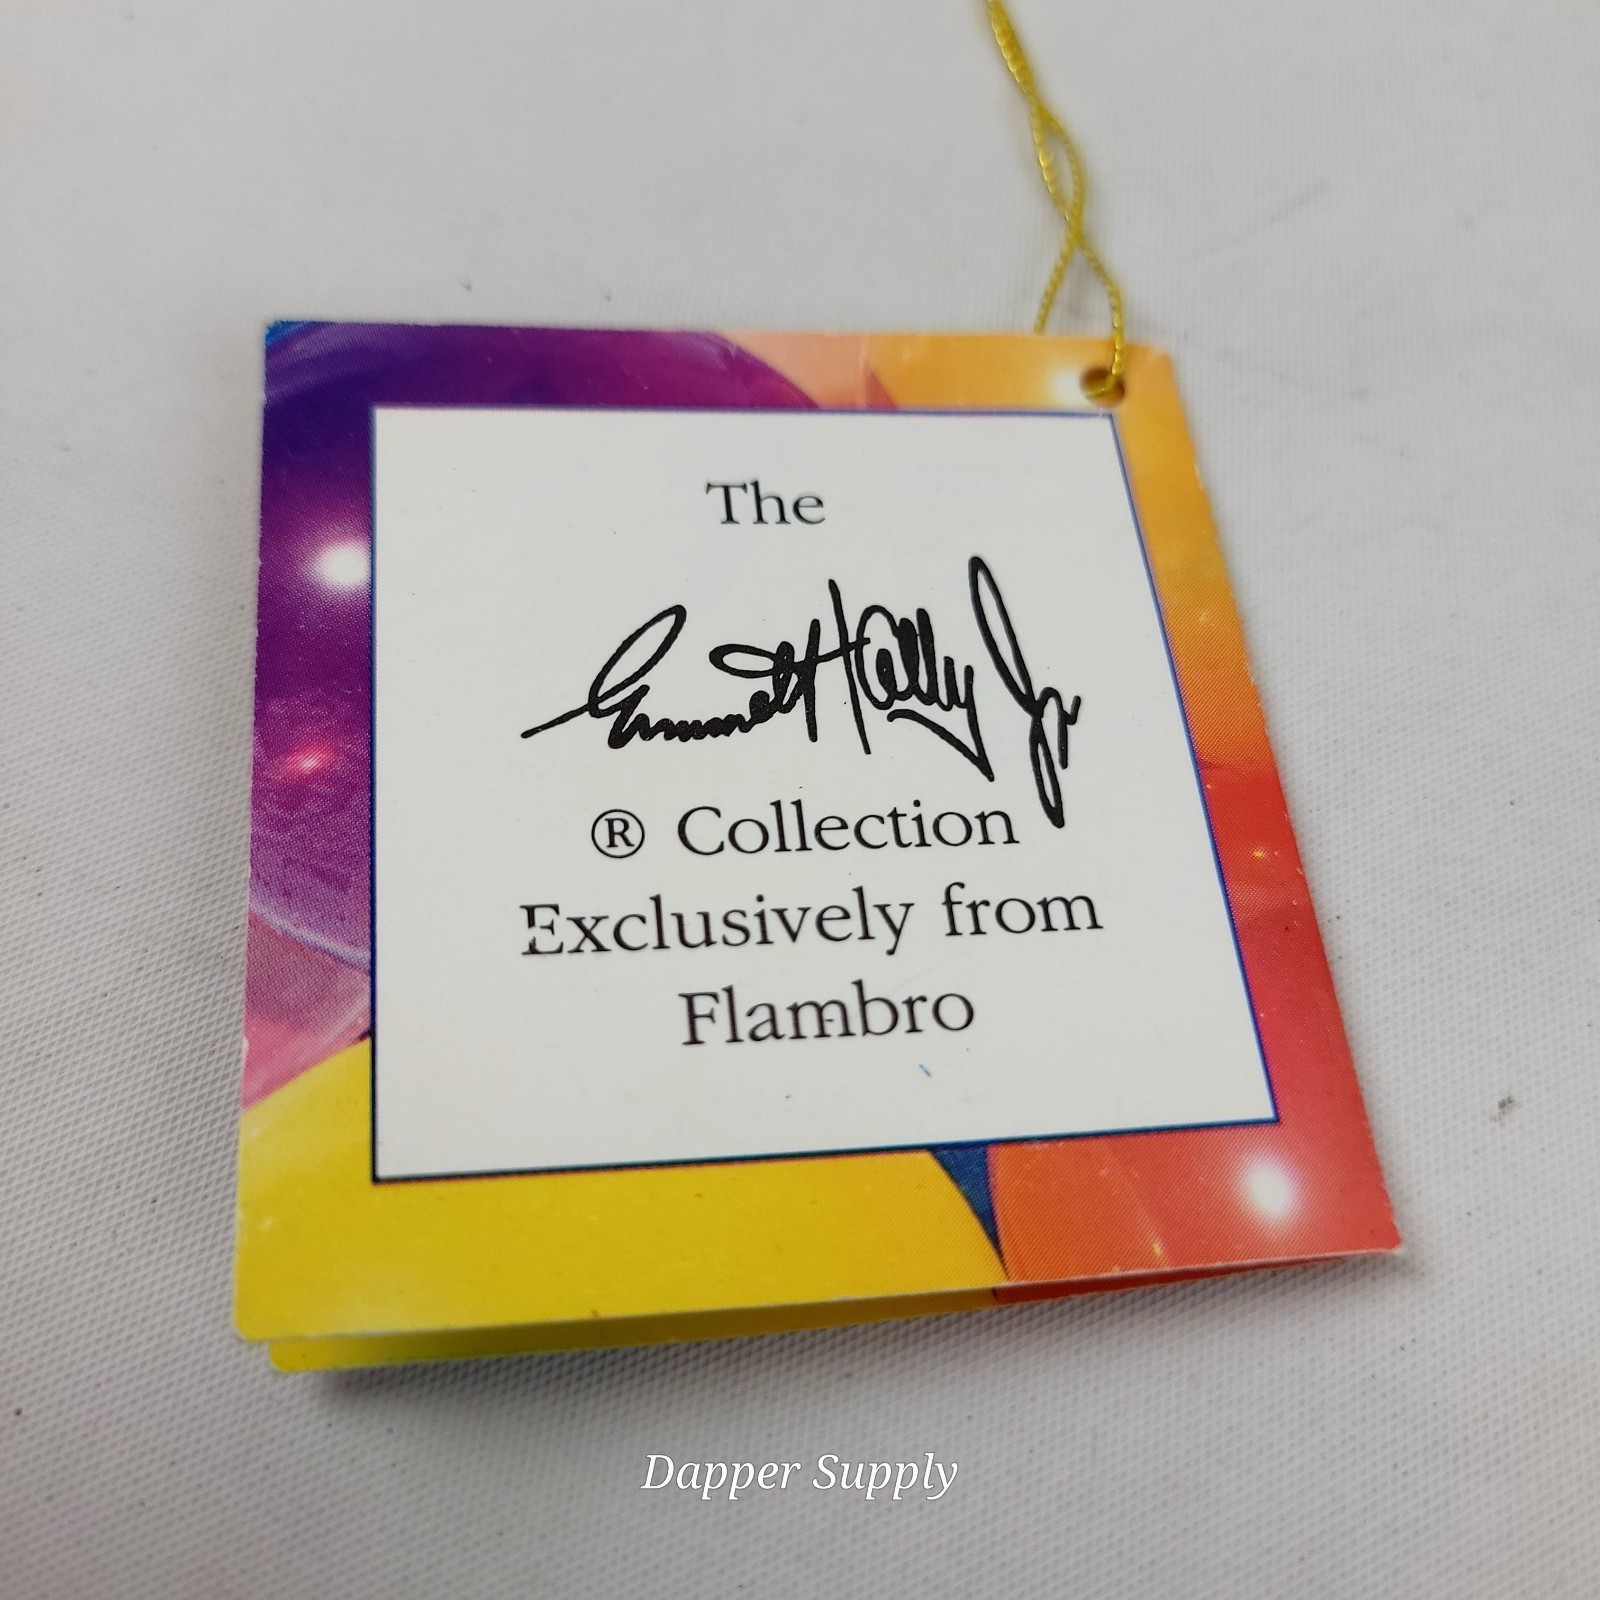 The
Emmett Kelly Jr
® Collection
Exclusively from
Flambro
Dapper Supply